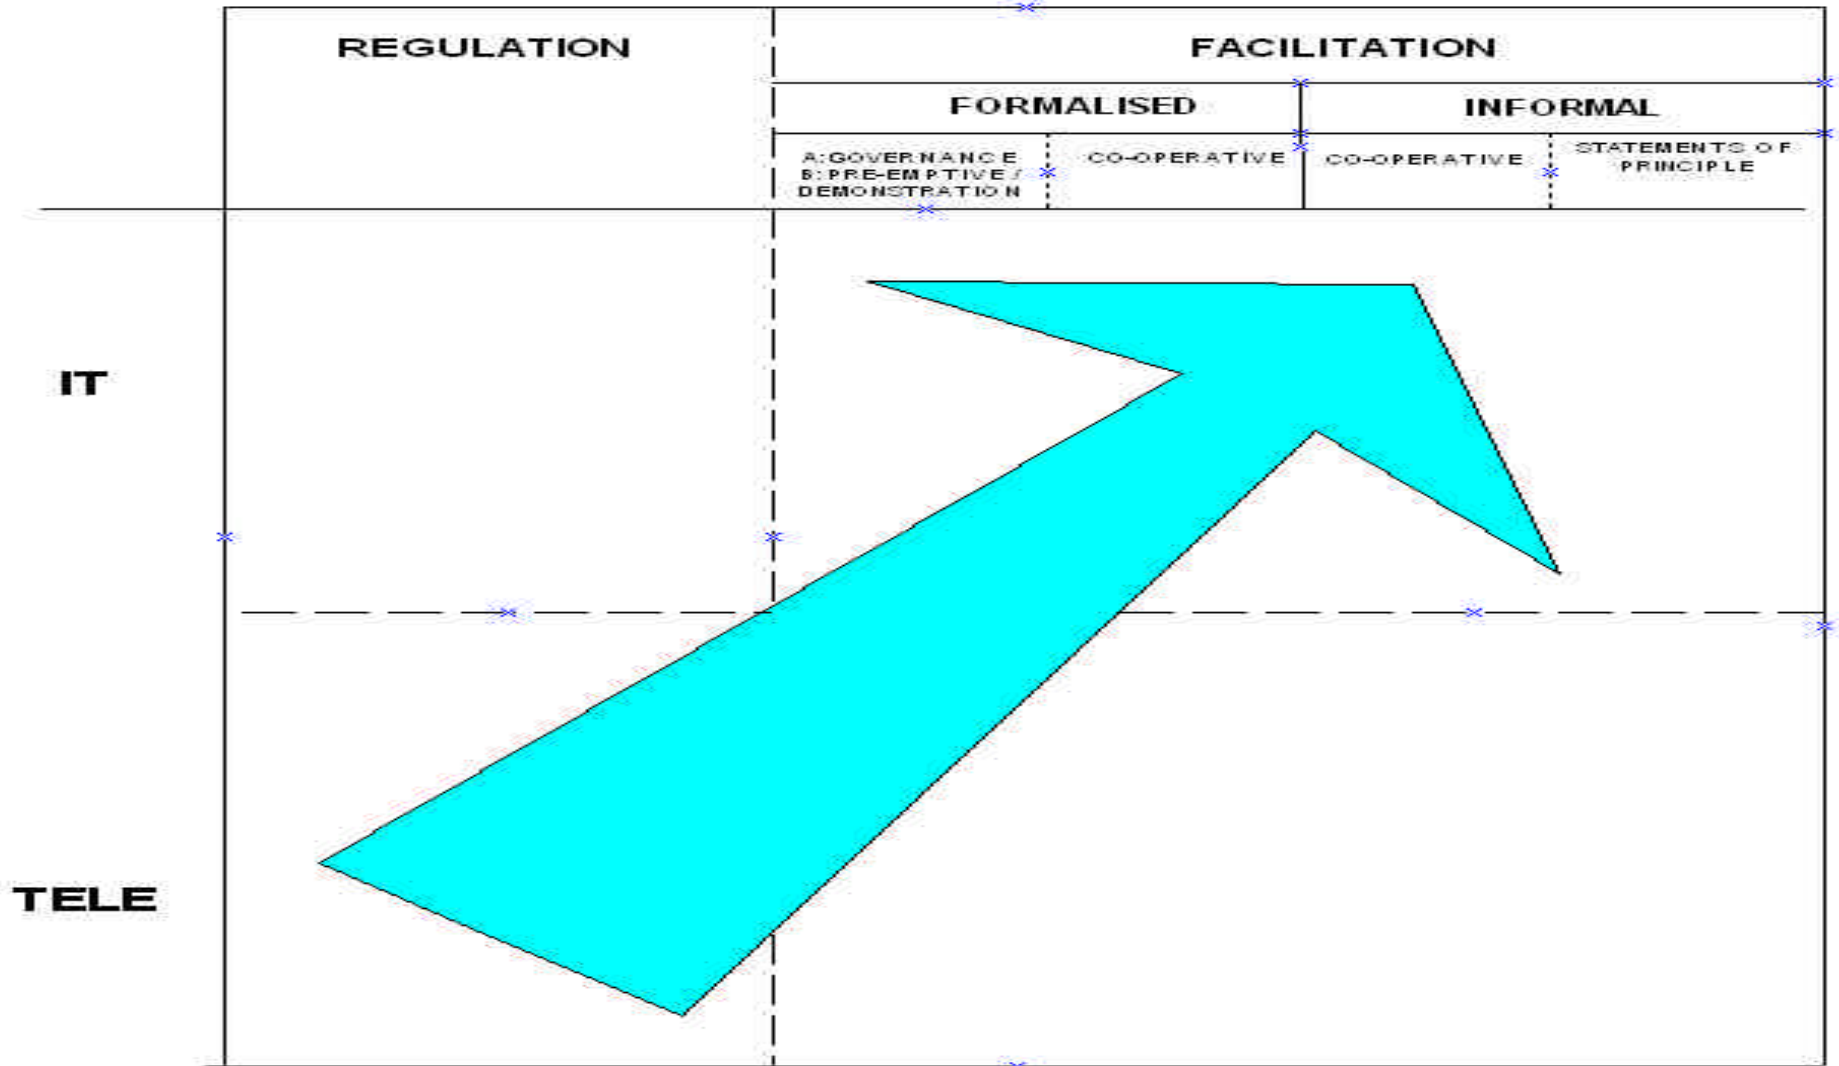 REGULATION
FACILITATION
FORMALISED
INFORMAL
A:GOVERNANCE
B:PRE-EMPTIVE /
DEMONSTRATION
CO-OPERATIVE
CO-OPERATIVE
STATEMENTS OF
PRINCIPLE
IT
TELE